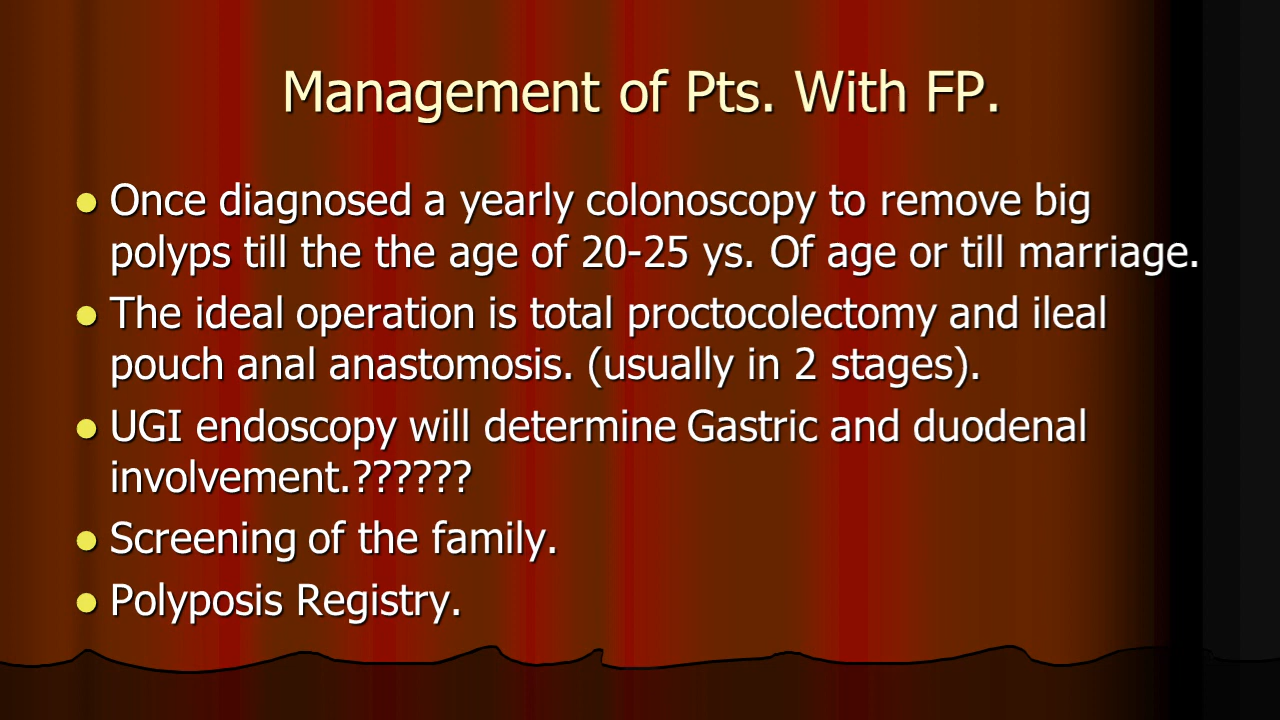 Management of Pts. With FP.
Once diagnosed a yearly colonoscopy to remove big
polyps till the the age of 20-25 ys. Of age or till marriage.
The ideal operation is total proctocolectomy and ileal
pouch anal anastomosis. (usually in 2 stages).
UGI endoscopy will determine Gastric and duodenal
involvement.??????
Screening of the family.
Polyposis Registry.